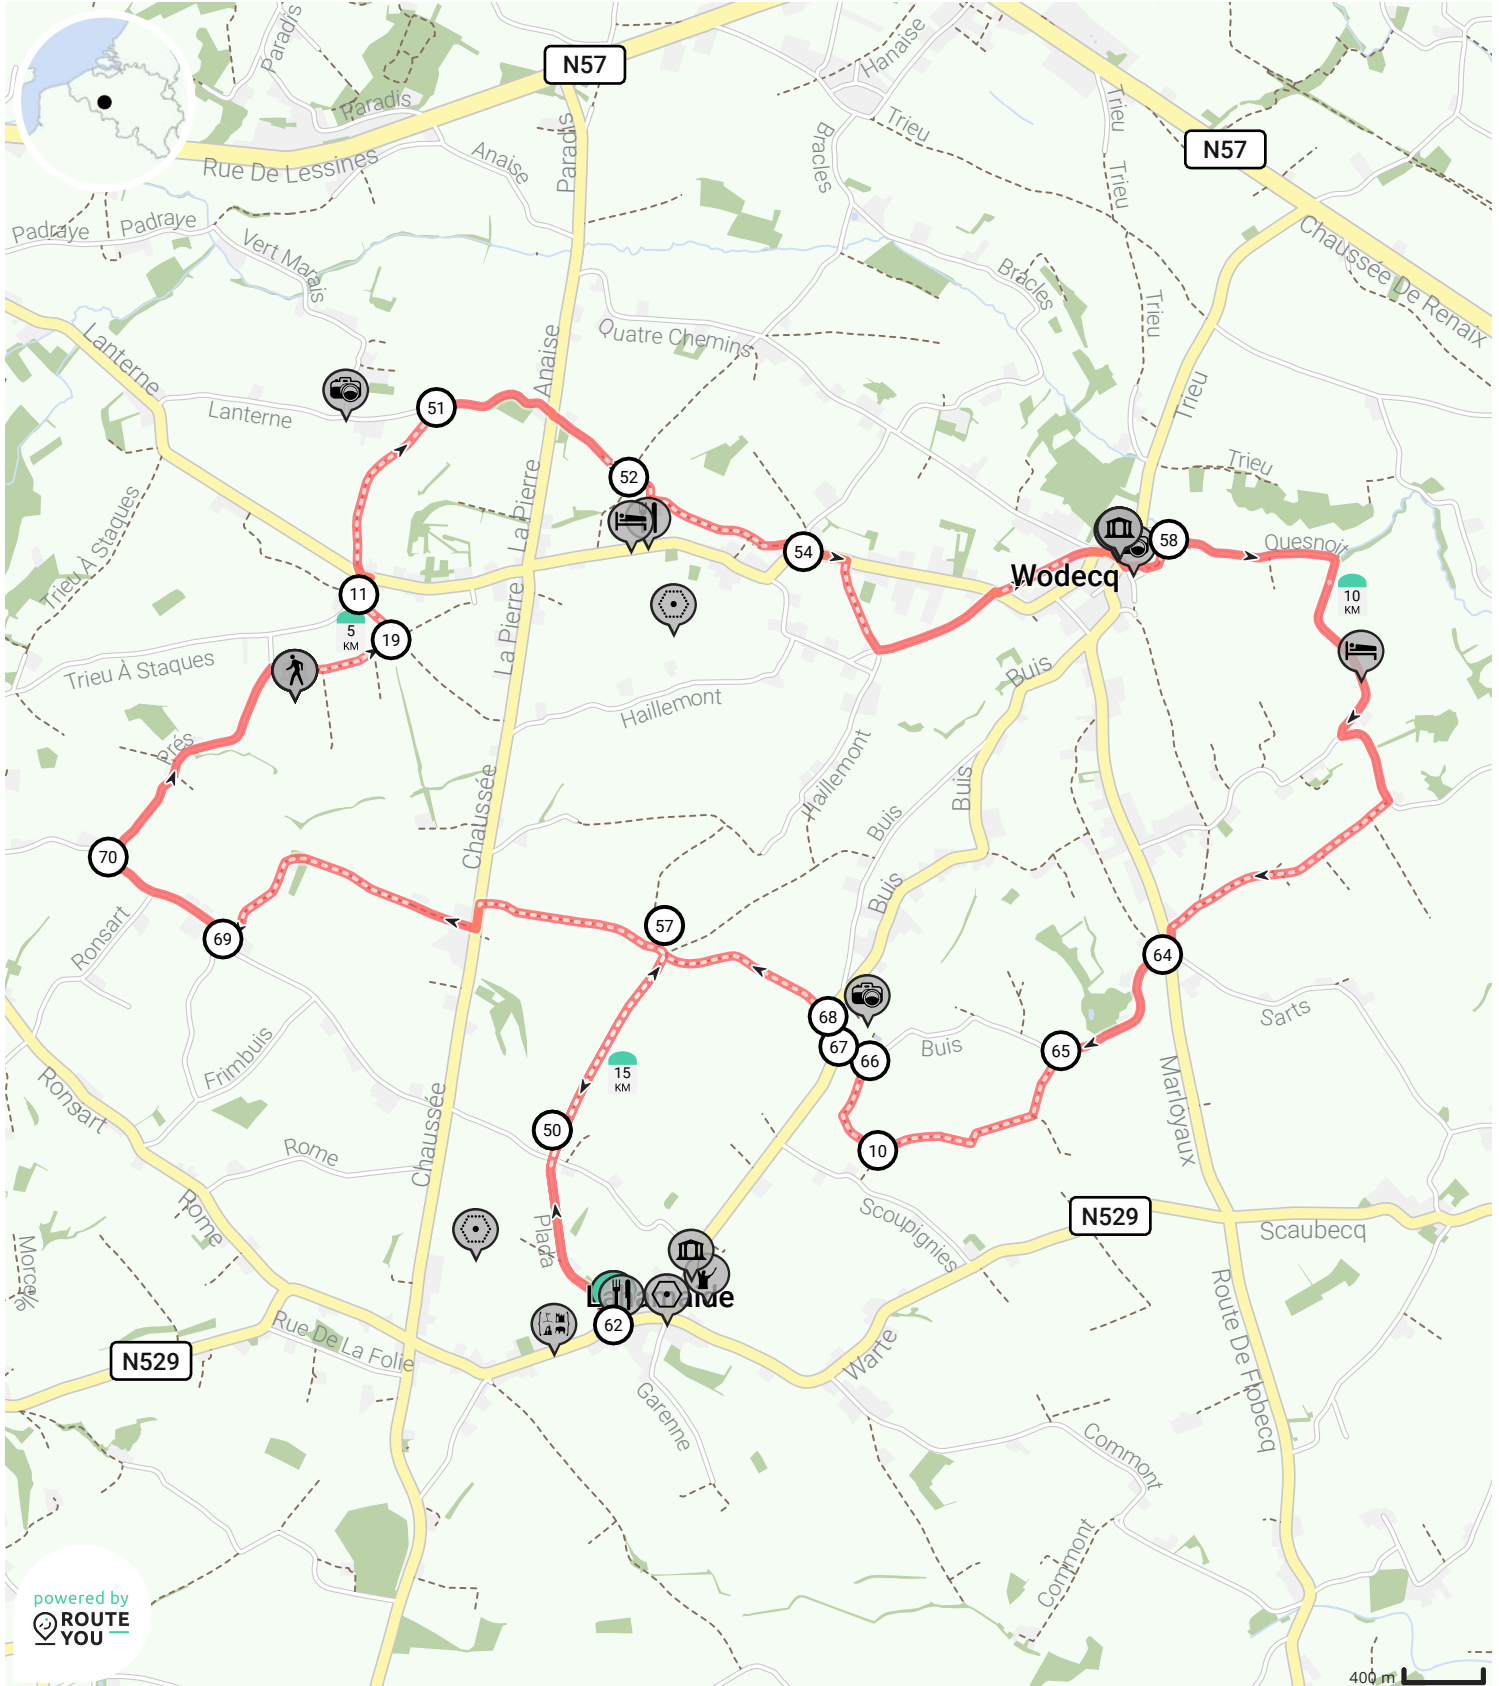 Paradis
N57
Hanaise
Paradis
Trieu
Trieu
Rue De Lessines
Anaise
Paradis
Bracles
N57
Trieu
Padraye
Padraye
Vert Marais
Bracles
Trieu
Chaussée De Renaix
Lanterne
Anaise
Quatre Chemins
Trieu
Lanterne
51
52
Trieu
Trieu À Staques
La Pierre
54
58
Quesnoit
Wodecq
11
10
KM
5
KM
19
La Pierre
Trieu À Staques
Haillemont
Buis
Prés
Haillemont
Chaussée
Buis
Buis
70
Buis
Ronsart
69
57
64
68
Sarts
67
66
Buis
65
Frimbuis
Ronsart
15
KM
Marloyaux
Chaussée
50
10
Rome
Rome
Plada
Scoupignies
N529
Scaubecq
Morcelle
62
Rue De La Folie
N529
Warte
Route De Flobecq
Garenne
Commont
Commont
powered by
ROUTE
YOU
400 m